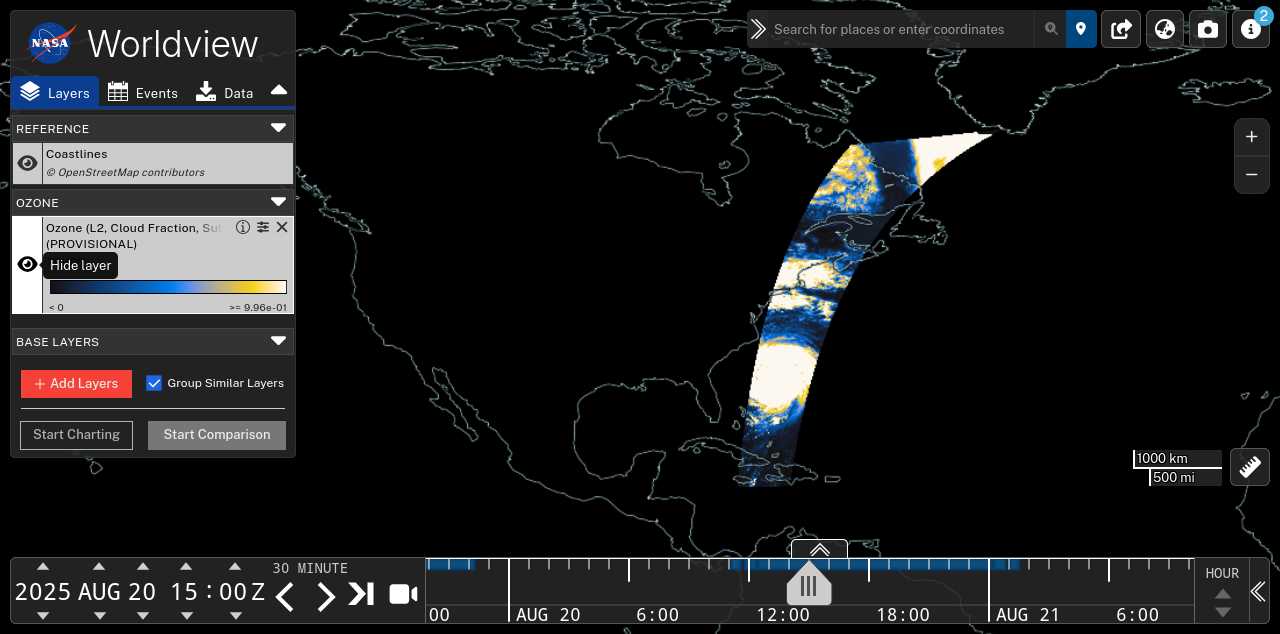 NASA Worldview
Search for places or enter coordinates
2
Layers
Events
Data
REFERENCE
Coastlines
© OpenStreetMap contributors
OZONE
Ozone (L2, Cloud Fraction,
(PROVISIONAL)
Hide layer
< 0
>= 9.96e-01
BASE LAYERS
+ Add Layers
Group Similar Layers
Start Charting
Start Comparison
+
−
1000 km
500 mi
30 MINUTE
2025 AUG 20 15 : 00 Z
00
AUG 20
6:00
12:00
18:00
AUG 21
6:00
HOUR